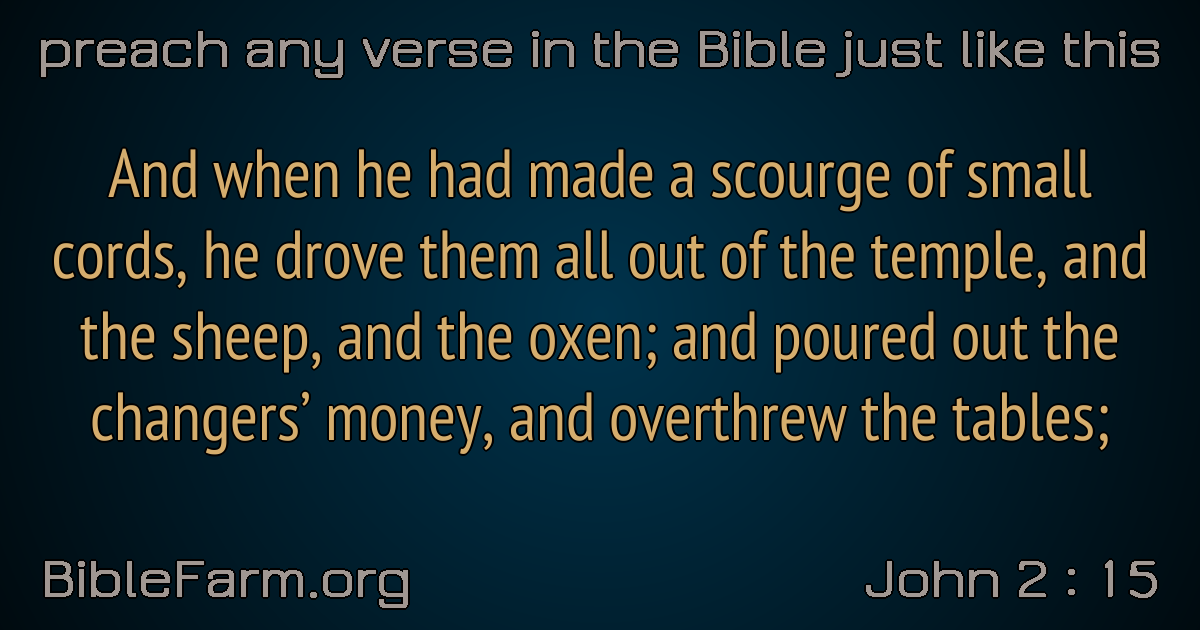 preach any verse in the Bible just like this
And when he had made a scourge of small
cords, he drove them all out of the temple, and
the sheep, and the oxen; and poured out the
changers’ money, and overthrew the tables;
BibleFarm.org
John 2 : 15